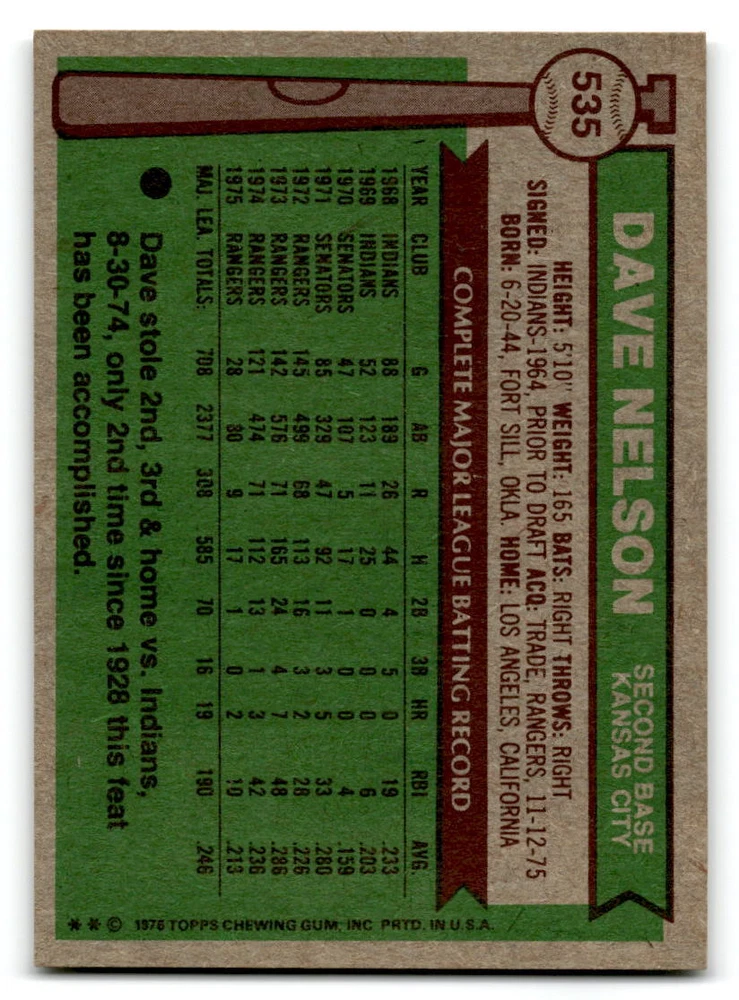 535
DAVE NELSON
SECOND BASE
KANSAS CITY
HEIGHT: 5'10" WEIGHT: 165 BATS: RIGHT THROWS: RIGHT
SIGNED: INDIANS-1964, PRIOR TO DRAFT ACQ: TRADE, RANGERS, 11-12-75
BORN: 6-20-44, FORT SILL, OKLA. HOME: LOS ANGELES, CALIFORNIA
COMPLETE MAJOR LEAGUE BATTING RECORD
YEAR CLUB G AB R H 2B 3B HR RBI AVG.
1968 INDIANS 88 189 26 44 4 5 0 19 .233
1969 INDIANS 52 123 11 25 0 0 0 6 .203
1970 SENATORS 47 107 5 17 1 0 0 4 .159
1971 SENATORS 85 329 47 92 11 3 5 33 .280
1972 RANGERS 145 499 68 113 16 3 2 28 .226
1973 RANGERS 142 576 71 165 24 4 7 48 .286
1974 RANGERS 121 474 71 112 13 1 3 42 .236
1975 RANGERS 28 80 9 17 1 0 2 10 .213
MAJ. LEA. TOTALS: 708 2377 308 585 70 16 19 190 .246
Dave stole 2nd, 3rd & home vs. Indians,
8-30-74, only 2nd time since 1928 this feat
has been accomplished.
** © 1976 TOPPS CHEWING GUM, INC PRTD. IN U.S.A.